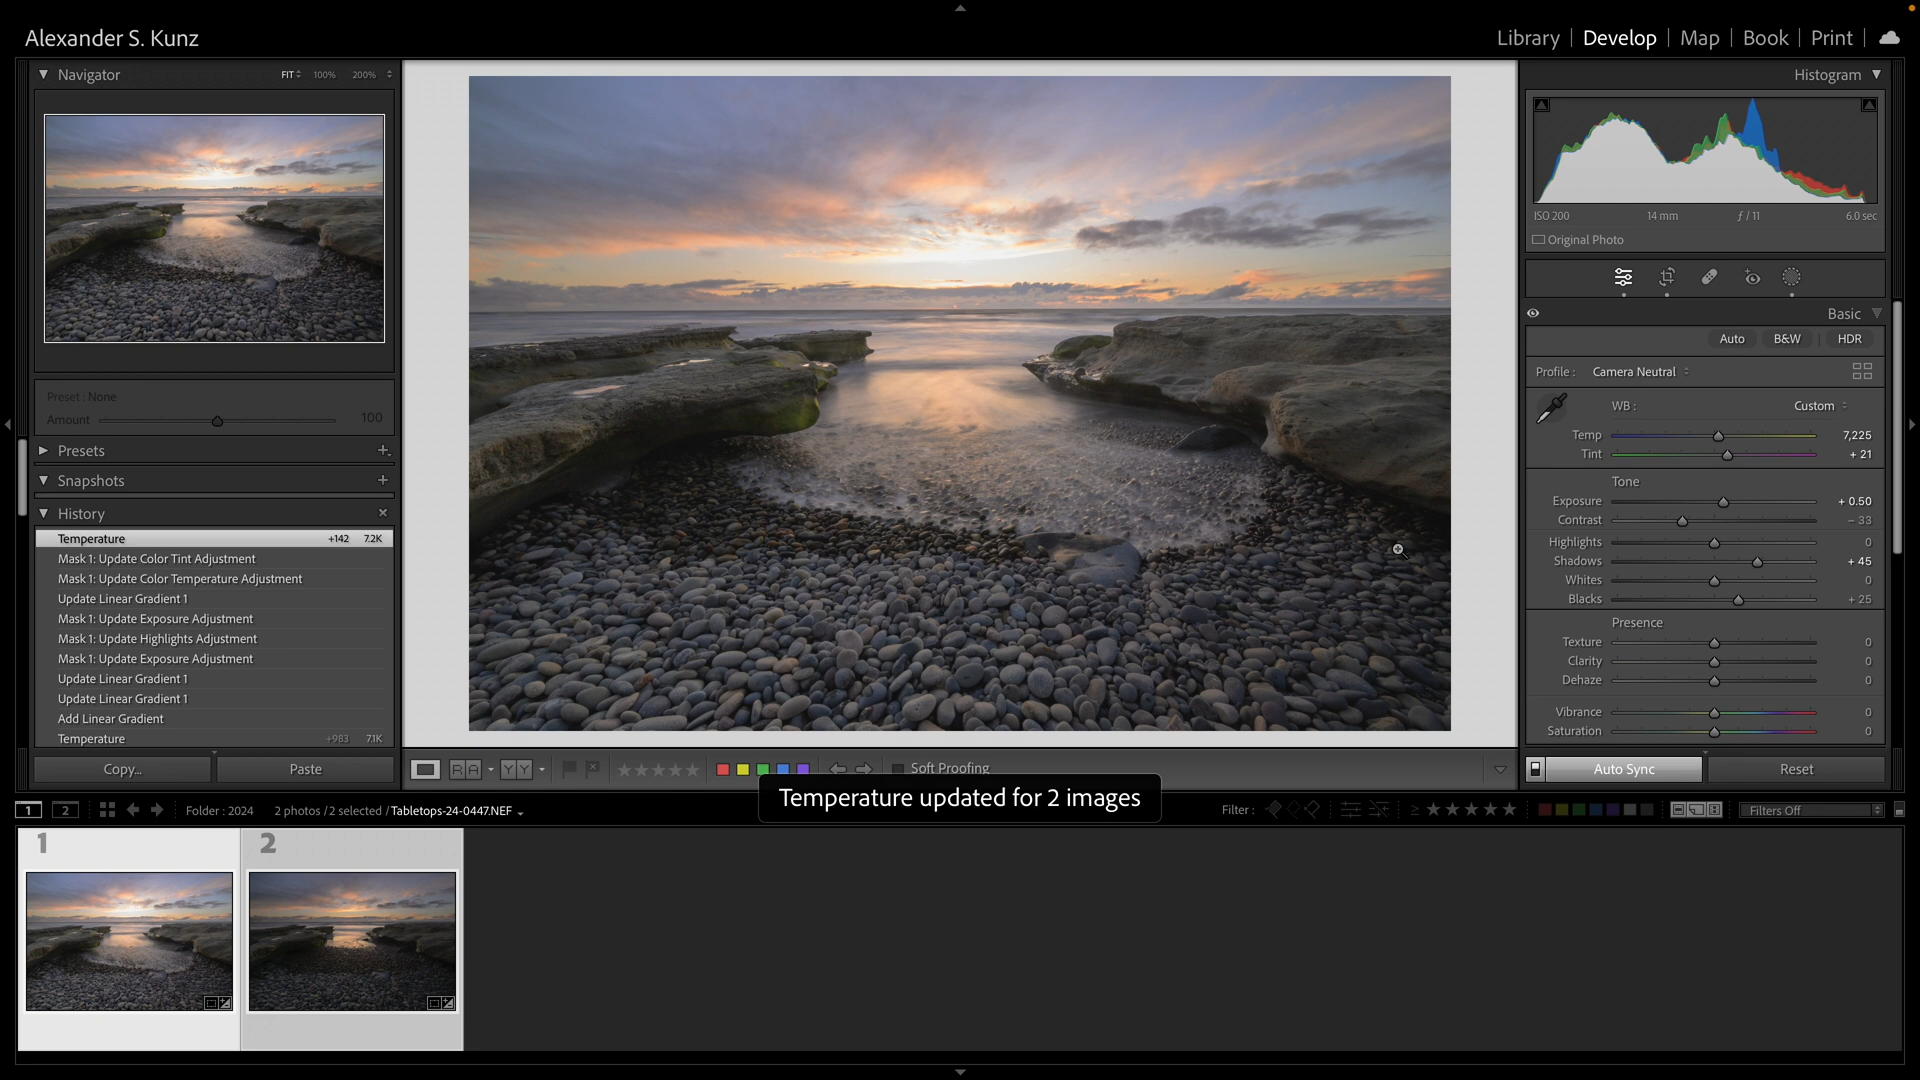 Alexander S. Kunz
Library | Develop | Map | Book | Print
Navigator FIT 100% 200%
Preset : None
Amount 100
Presets
Snapshots
History
Temperature +142 7.2K
Mask 1: Update Color Tint Adjustment
Mask 1: Update Color Temperature Adjustment
Update Linear Gradient 1
Mask 1: Update Exposure Adjustment
Mask 1: Update Highlights Adjustment
Mask 1: Update Exposure Adjustment
Update Linear Gradient 1
Update Linear Gradient 1
Add Linear Gradient
Temperature +983 7.1K
Copy... Paste
R A Y Y Soft Proofing
Histogram
ISO 200 14 mm ƒ / 11 6.0 sec
Original Photo
Basic
Auto B&W HDR
Profile : Camera Neutral
WB : Custom
Temp 7,225
Tint + 21
Tone
Exposure + 0.50
Contrast – 33
Highlights 0
Shadows + 45
Whites 0
Blacks + 25
Presence
Texture 0
Clarity 0
Dehaze 0
Vibrance 0
Saturation 0
Auto Sync Reset
Temperature updated for 2 images
1 2 Folder : 2024 2 photos / 2 selected / Tabletops-24-0447.NEF Filter : ≥ Filters Off
1 2